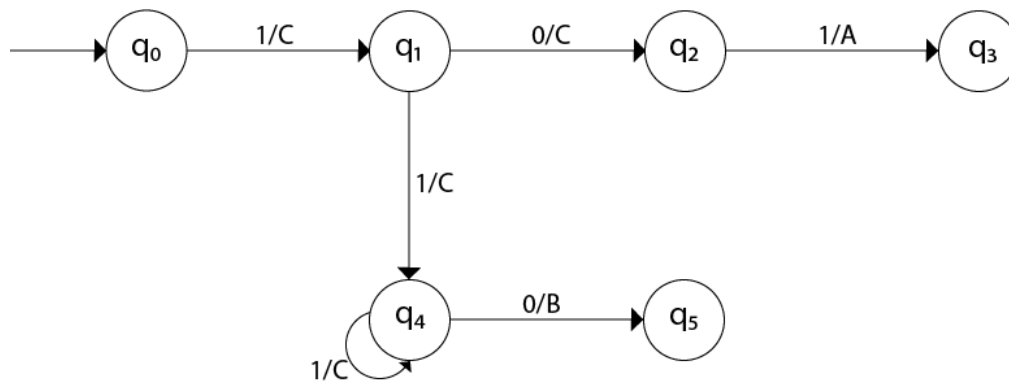 1/C 0/C 1/A
q₀ q₁ q₂ q₃
1/C
0/B
q₄ q₅
1/C